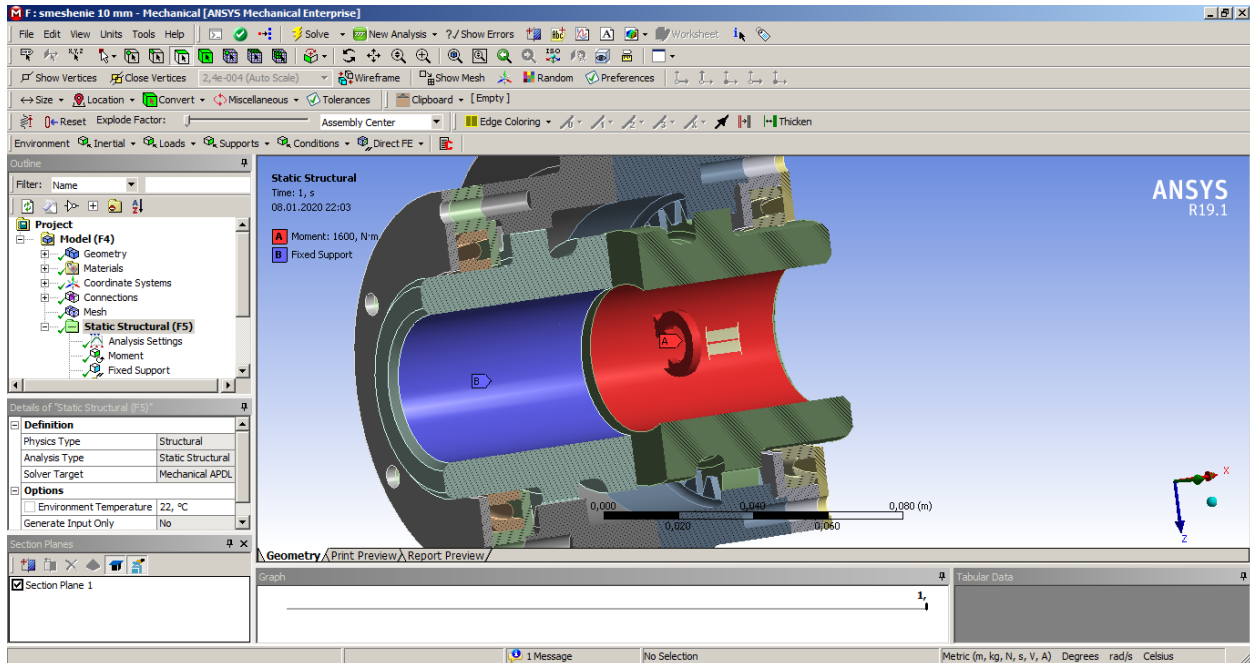 F : smeshenie 10 mm - Mechanical [ANSYS Mechanical Enterprise]
File Edit View Units Tools Help Solve New Analysis ?✓ Show Errors Worksheet
Show Vertices Close Vertices 2,4e-004 (Auto Scale) Wireframe Show Mesh Random Preferences
Size Location Convert Miscellaneous Tolerances Clipboard [Empty]
Reset Explode Factor: Assembly Center Edge Coloring Thicken
Environment Inertial Loads Supports Conditions Direct FE
Outline
Filter: Name
Project
Model (F4)
Geometry
Materials
Coordinate Systems
Connections
Mesh
Static Structural (F5)
Analysis Settings
Moment
Fixed Support
Details of "Static Structural (F5)"
Definition
Physics Type Structural
Analysis Type Static Structural
Solver Target Mechanical APDL
Options
Environment Temperature 22, °C
Generate Input Only No
Section Planes
Section Plane 1
Static Structural
Time: 1, s
08.01.2020 22:03
A Moment: 1600, N·m
B Fixed Support
ANSYS
R19.1
A
B
0,000 0,040 0,080 (m)
0,020 0,060
X
Z
Geometry Print Preview Report Preview
Graph
1,
Tabular Data
1 Message No Selection Metric (m, kg, N, s, V, A) Degrees rad/s Celsius